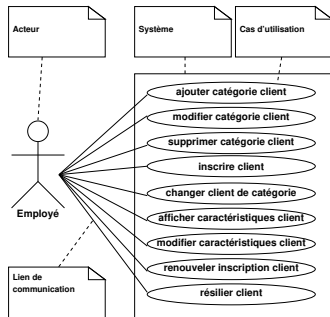 Acteur
Système
Cas d'utilisation
ajouter catégorie client
modifier catégorie client
supprimer catégorie client
inscrire client
changer client de catégorie
afficher caractéristiques client
modifier caractéristiques client
renouveler inscription client
résilier client
Employé
Lien de
communication